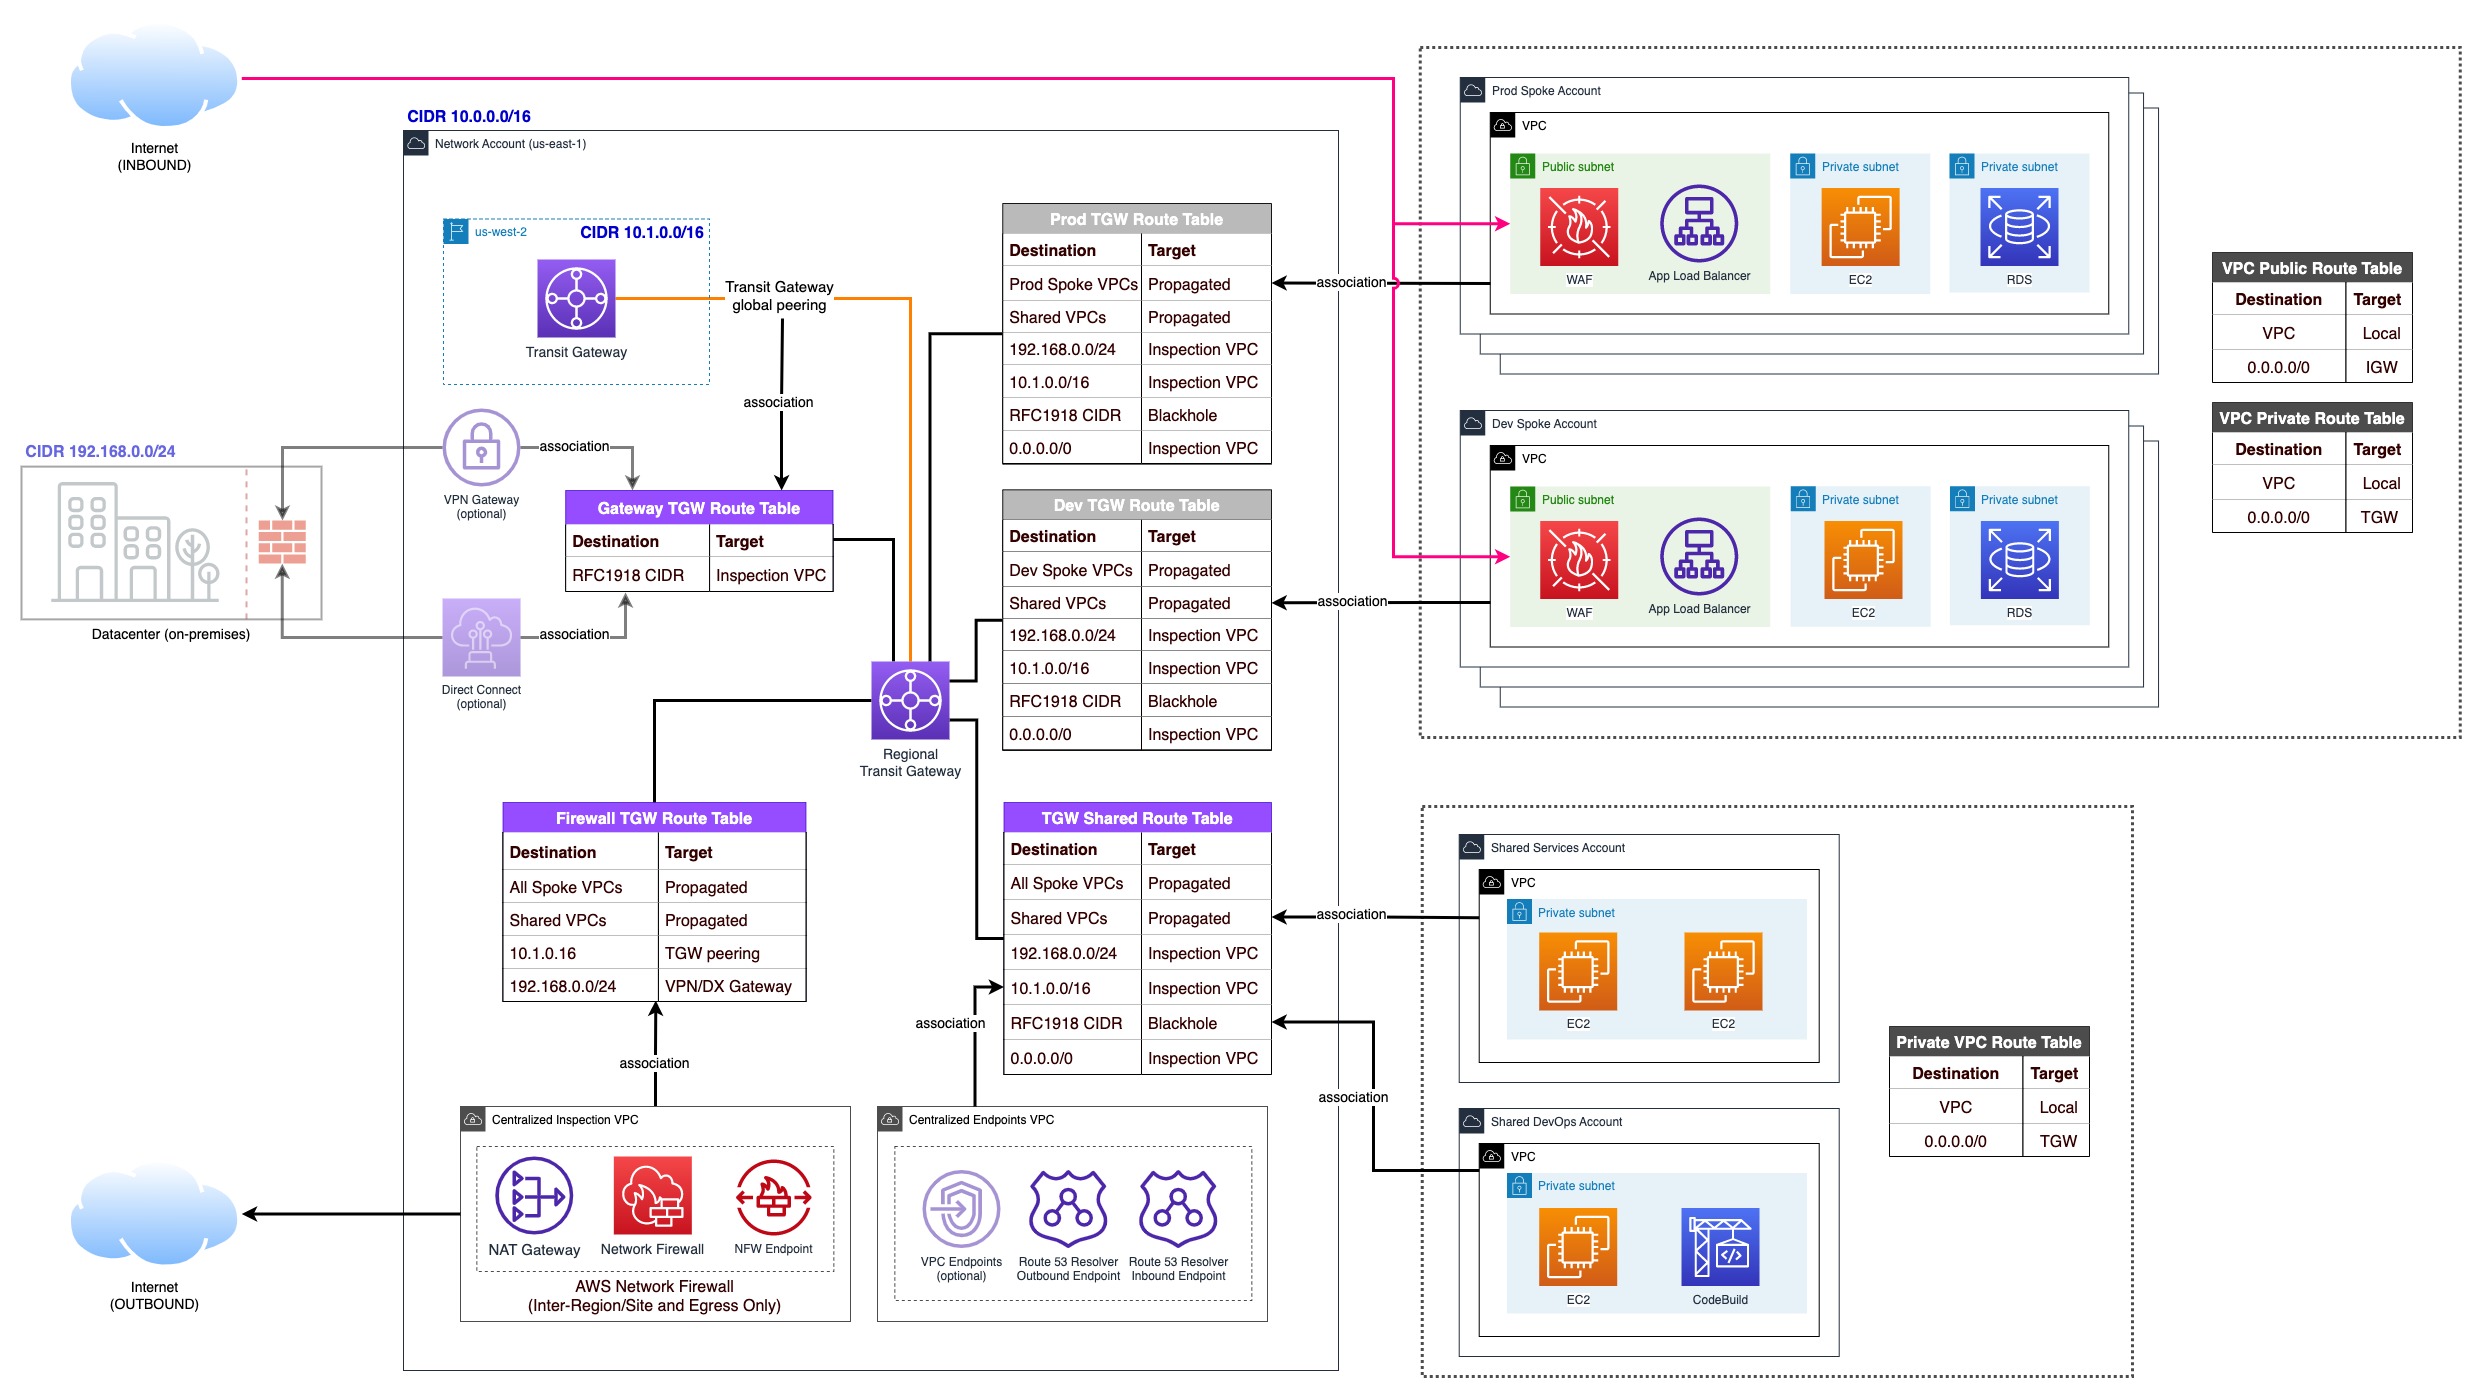 Internet
(INBOUND)
CIDR 10.0.0.0/16
Network Account (us-east-1)
us-west-2
CIDR 10.1.0.0/16
Transit Gateway
Transit Gateway
global peering
association
CIDR 192.168.0.0/24
Datacenter (on-premises)
VPN Gateway
(optional)
association
Direct Connect
(optional)
association
Gateway TGW Route Table
Destination Target
RFC1918 CIDR Inspection VPC
Regional
Transit Gateway
Prod TGW Route Table
Destination Target
Prod Spoke VPCs Propagated
Shared VPCs Propagated
192.168.0.0/24 Inspection VPC
10.1.0.0/16 Inspection VPC
RFC1918 CIDR Blackhole
0.0.0.0/0 Inspection VPC
Dev TGW Route Table
Destination Target
Dev Spoke VPCs Propagated
Shared VPCs Propagated
192.168.0.0/24 Inspection VPC
10.1.0.0/16 Inspection VPC
RFC1918 CIDR Blackhole
0.0.0.0/0 Inspection VPC
Firewall TGW Route Table
Destination Target
All Spoke VPCs Propagated
Shared VPCs Propagated
10.1.0.16 TGW peering
192.168.0.0/24 VPN/DX Gateway
association
TGW Shared Route Table
Destination Target
All Spoke VPCs Propagated
Shared VPCs Propagated
192.168.0.0/24 Inspection VPC
10.1.0.0/16 Inspection VPC
RFC1918 CIDR Blackhole
0.0.0.0/0 Inspection VPC
association
Centralized Inspection VPC
NAT Gateway
Network Firewall
NFW Endpoint
AWS Network Firewall
(Inter-Region/Site and Egress Only)
Centralized Endpoints VPC
VPC Endpoints
(optional)
Route 53 Resolver
Outbound Endpoint
Route 53 Resolver
Inbound Endpoint
Internet
(OUTBOUND)
association
association
association
association
Prod Spoke Account
VPC
Public subnet
WAF
App Load Balancer
Private subnet
EC2
Private subnet
RDS
Dev Spoke Account
VPC
Public subnet
WAF
App Load Balancer
Private subnet
EC2
Private subnet
RDS
VPC Public Route Table
Destination Target
VPC Local
0.0.0.0/0 IGW
VPC Private Route Table
Destination Target
VPC Local
0.0.0.0/0 TGW
Shared Services Account
VPC
Private subnet
EC2
EC2
Shared DevOps Account
VPC
Private subnet
EC2
CodeBuild
Private VPC Route Table
Destination Target
VPC Local
0.0.0.0/0 TGW